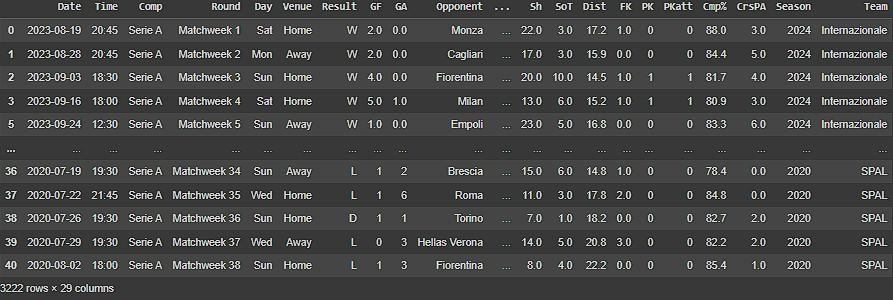 Date Time Comp Round Day Venue Result GF GA Opponent ... Sh SoT Dist FK PK PKatt Cmp% CrsPA Season Team
0 2023-08-19 20:45 Serie A Matchweek 1 Sat Home W 2.0 0.0 Monza ... 22.0 3.0 17.2 1.0 0 0 88.0 3.0 2024 Internazionale
1 2023-08-28 20:45 Serie A Matchweek 2 Mon Away W 2.0 0.0 Cagliari ... 17.0 3.0 15.9 0.0 0 0 84.4 5.0 2024 Internazionale
2 2023-09-03 18:30 Serie A Matchweek 3 Sun Home W 4.0 0.0 Fiorentina ... 20.0 10.0 14.5 1.0 1 1 81.7 4.0 2024 Internazionale
3 2023-09-16 18:00 Serie A Matchweek 4 Sat Home W 5.0 1.0 Milan ... 13.0 6.0 15.2 1.0 1 1 80.9 3.0 2024 Internazionale
5 2023-09-24 12:30 Serie A Matchweek 5 Sun Away W 1.0 0.0 Empoli ... 23.0 5.0 16.8 0.0 0 0 83.3 6.0 2024 Internazionale
... ... ... ... ... ... ... ... ... ... ... ... ... ... ... ... ... ... ... ... ... ...
36 2020-07-19 19:30 Serie A Matchweek 34 Sun Away L 1 2 Brescia ... 15.0 6.0 14.8 1.0 0 0 78.4 0.0 2020 SPAL
37 2020-07-22 21:45 Serie A Matchweek 35 Wed Home L 1 6 Roma ... 11.0 3.0 17.8 2.0 0 0 84.8 0.0 2020 SPAL
38 2020-07-26 19:30 Serie A Matchweek 36 Sun Home D 1 1 Torino ... 7.0 1.0 18.2 0.0 0 0 82.7 2.0 2020 SPAL
39 2020-07-29 19:30 Serie A Matchweek 37 Wed Away L 0 3 Hellas Verona ... 14.0 5.0 20.8 3.0 0 0 82.2 2.0 2020 SPAL
40 2020-08-02 18:00 Serie A Matchweek 38 Sun Home L 1 3 Fiorentina ... 8.0 4.0 22.2 0.0 0 0 85.4 1.0 2020 SPAL
3222 rows × 29 columns